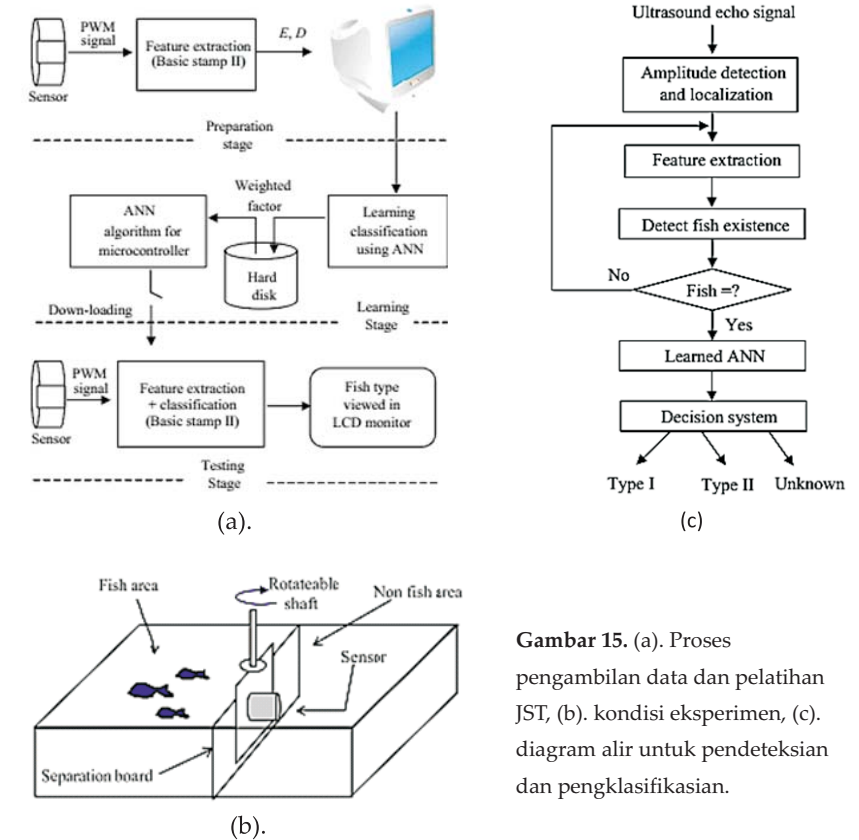 PWM
signal
Feature extraction
(Basic stamp II)
E, D
Sensor
Preparation
stage
Weighted
factor
ANN
algorithm for
microcontroller
Learning
classification
using ANN
Hard
disk
Down-loading
Learning
Stage
PWM
signal
Feature extraction
+ classification
(Basic stamp II)
Fish type
viewed in
LCD monitor
Sensor
Testing
Stage
(a).
Ultrasound echo signal
Amplitude detection
and localization
Feature extraction
Detect fish existence
No
Fish =?
Yes
Learned ANN
Decision system
Type I
Type II
Unknown
(c)
Fish area
Rotateable
shaft
Non fish area
Sensor
Separation board
(b).
Gambar 15. (a). Proses
pengambilan data dan pelatihan
JST, (b). kondisi eksperimen, (c).
diagram alir untuk pendeteksian
dan pengklasifikasian.